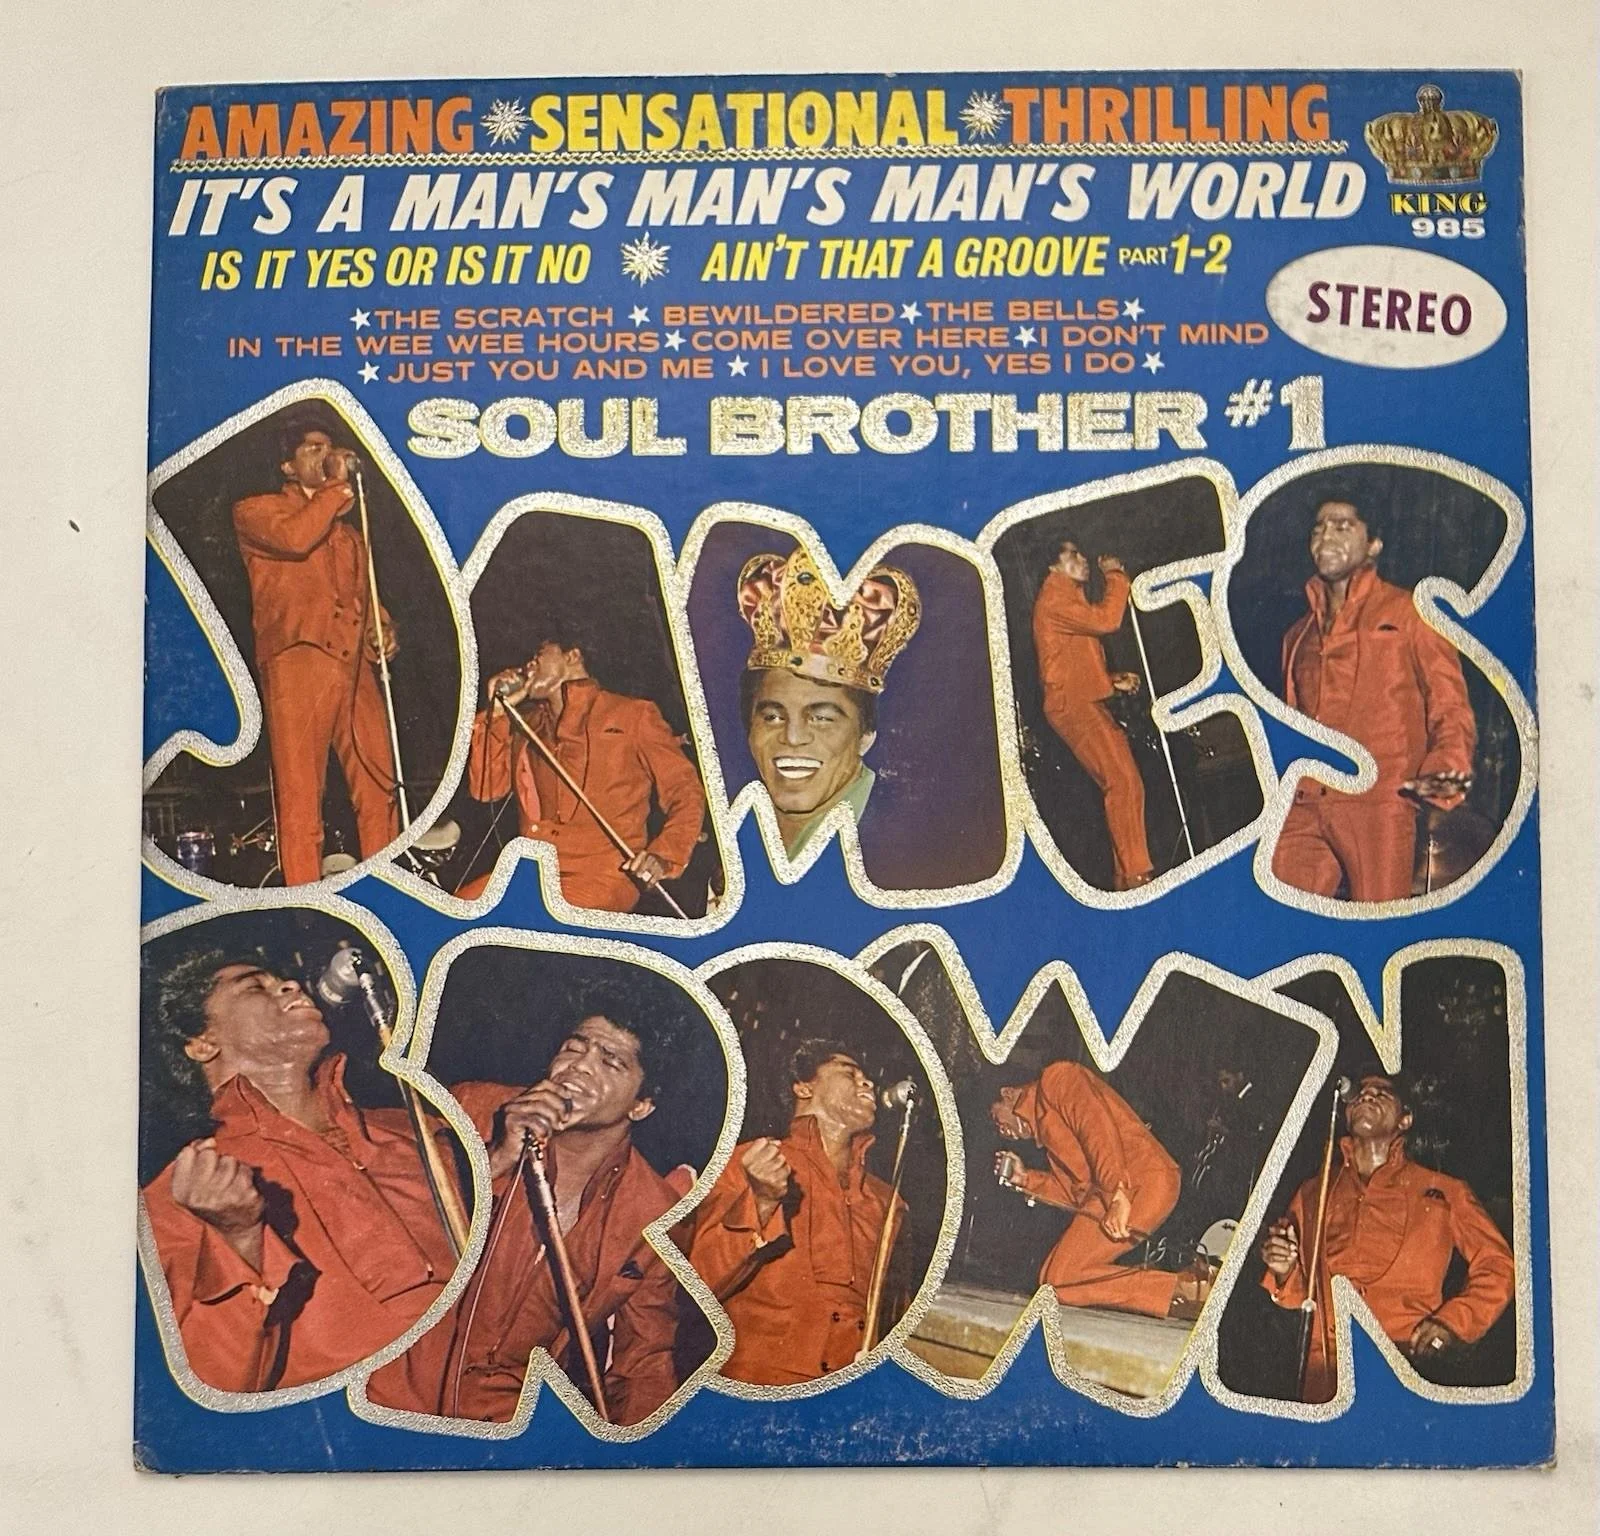 AMAZING SENSATIONAL THRILLING
IT'S A MAN'S MAN'S MAN'S WORLD
KING
985
IS IT YES OR IS IT NO AIN'T THAT A GROOVE PART 1-2
STEREO
★THE SCRATCH ★ BEWILDERED★THE BELLS★
IN THE WEE WEE HOURS★COME OVER HERE★I DON'T MIND
★JUST YOU AND ME ★ I LOVE YOU, YES I DO★
SOUL BROTHER #1
JAMES
BROWN